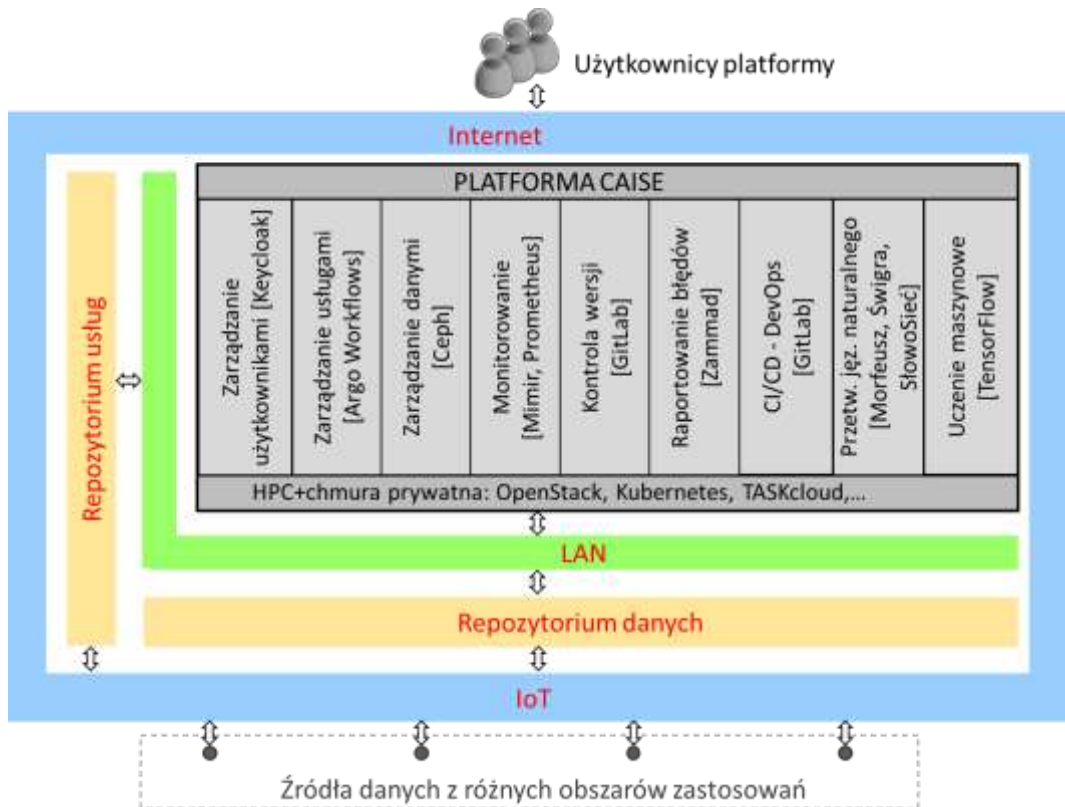 Użytkownicy platformy
Internet
PLATFORMA CAISE
Repozytorium usług
Zarządzanie
użytkownikami [Keycloak]
Zarządzanie usługami
[Argo Workflows]
Zarządzanie danymi
[Ceph]
Monitorowanie
[Mimir, Prometheus]
Kontrola wersji
[GitLab]
Raportowanie błędów
[Zammad]
CI/CD - DevOps
[GitLab]
Przetw. jęz. naturalnego
[Morfeusz, Świgra,
SłowoSieć]
Uczenie maszynowe
[TensorFlow]
HPC+chmura prywatna: OpenStack, Kubernetes, TASKcloud,...
LAN
Repozytorium danych
IoT
Źródła danych z różnych obszarów zastosowań